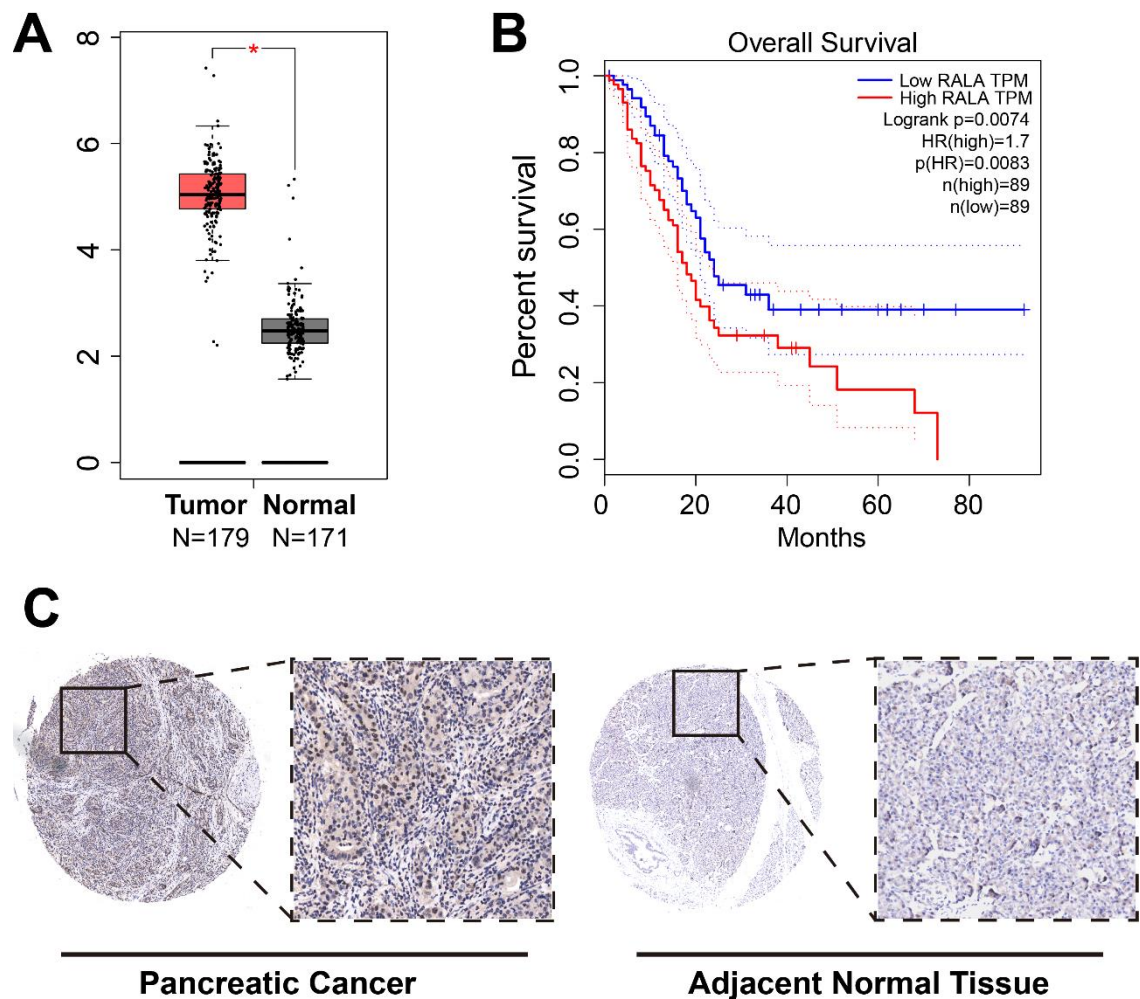 A
8
6
4
2
0
*
Tumor Normal
N=179 N=171
B
Overall Survival
Percent survival
1.0
0.8
0.6
0.4
0.2
0.0
Low RALA TPM
High RALA TPM
Logrank p=0.0074
HR(high)=1.7
p(HR)=0.0083
n(high)=89
n(low)=89
0 20 40 60 80
Months
C
Pancreatic Cancer
Adjacent Normal Tissue